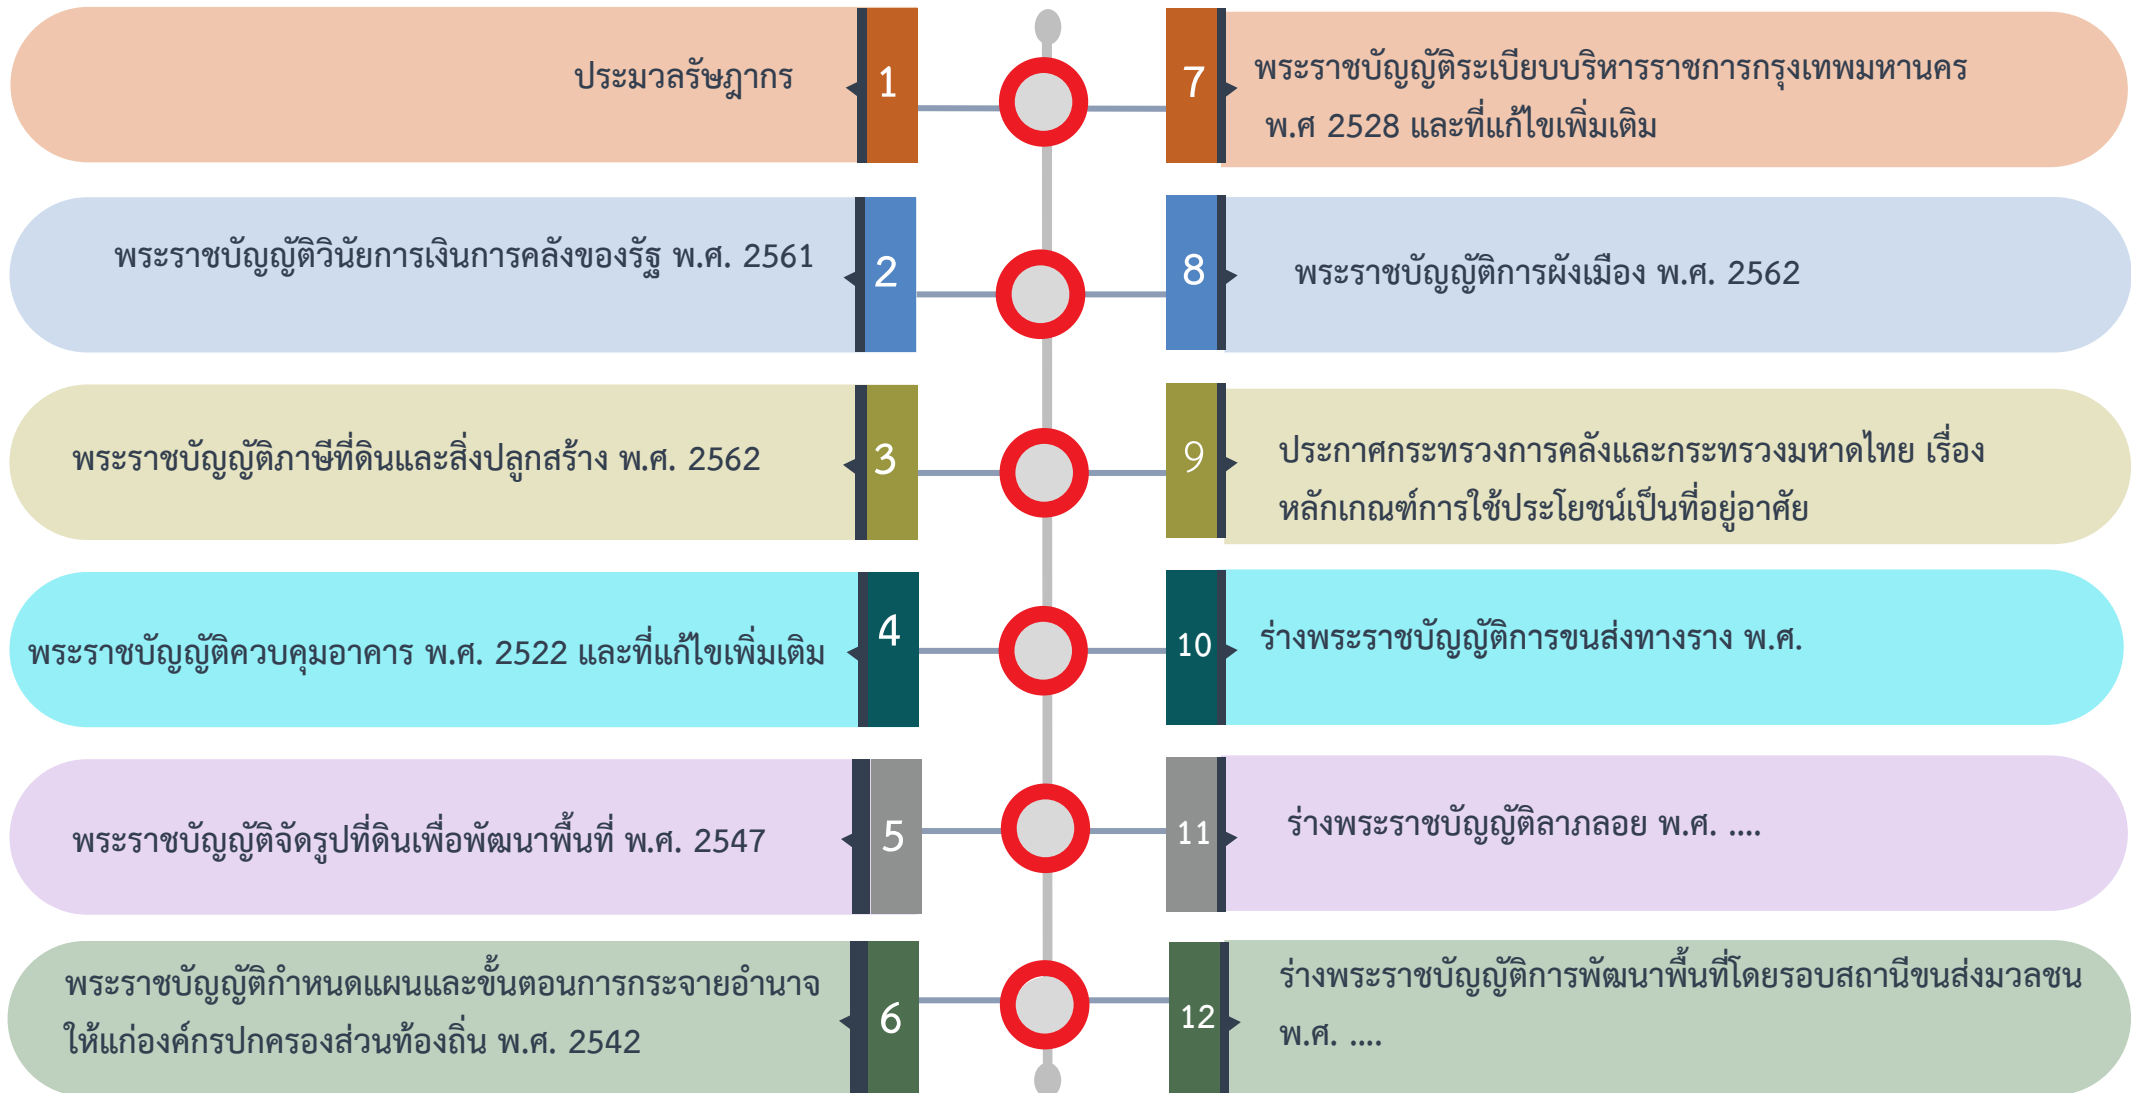 ประมวลรัษฎากร
1
พระราชบัญญัติวินัยการเงินการคลังของรัฐ พ.ศ. 2561
2
พระราชบัญญัติภาษีที่ดินและสิ่งปลูกสร้าง พ.ศ. 2562
3
พระราชบัญญัติควบคุมอาคาร พ.ศ. 2522 และที่แก้ไขเพิ่มเติม
4
พระราชบัญญัติจัดรูปที่ดินเพื่อพัฒนาพื้นที่ พ.ศ. 2547
5
พระราชบัญญัติกำหนดแผนและขั้นตอนการกระจายอำนาจ
ให้แก่องค์กรปกครองส่วนท้องถิ่น พ.ศ. 2542
6
7
พระราชบัญญัติระเบียบบริหารราชการกรุงเทพมหานคร
พ.ศ 2528 และที่แก้ไขเพิ่มเติม
8
พระราชบัญญัติการผังเมือง พ.ศ. 2562
9
ประกาศกระทรวงการคลังและกระทรวงมหาดไทย เรื่อง
หลักเกณฑ์การใช้ประโยชน์เป็นที่อยู่อาศัย
10
ร่างพระราชบัญญัติการขนส่งทางราง พ.ศ.
11
ร่างพระราชบัญญัติลาภลอย พ.ศ. ....
12
ร่างพระราชบัญญัติการพัฒนาพื้นที่โดยรอบสถานีขนส่งมวลชน
พ.ศ. ....